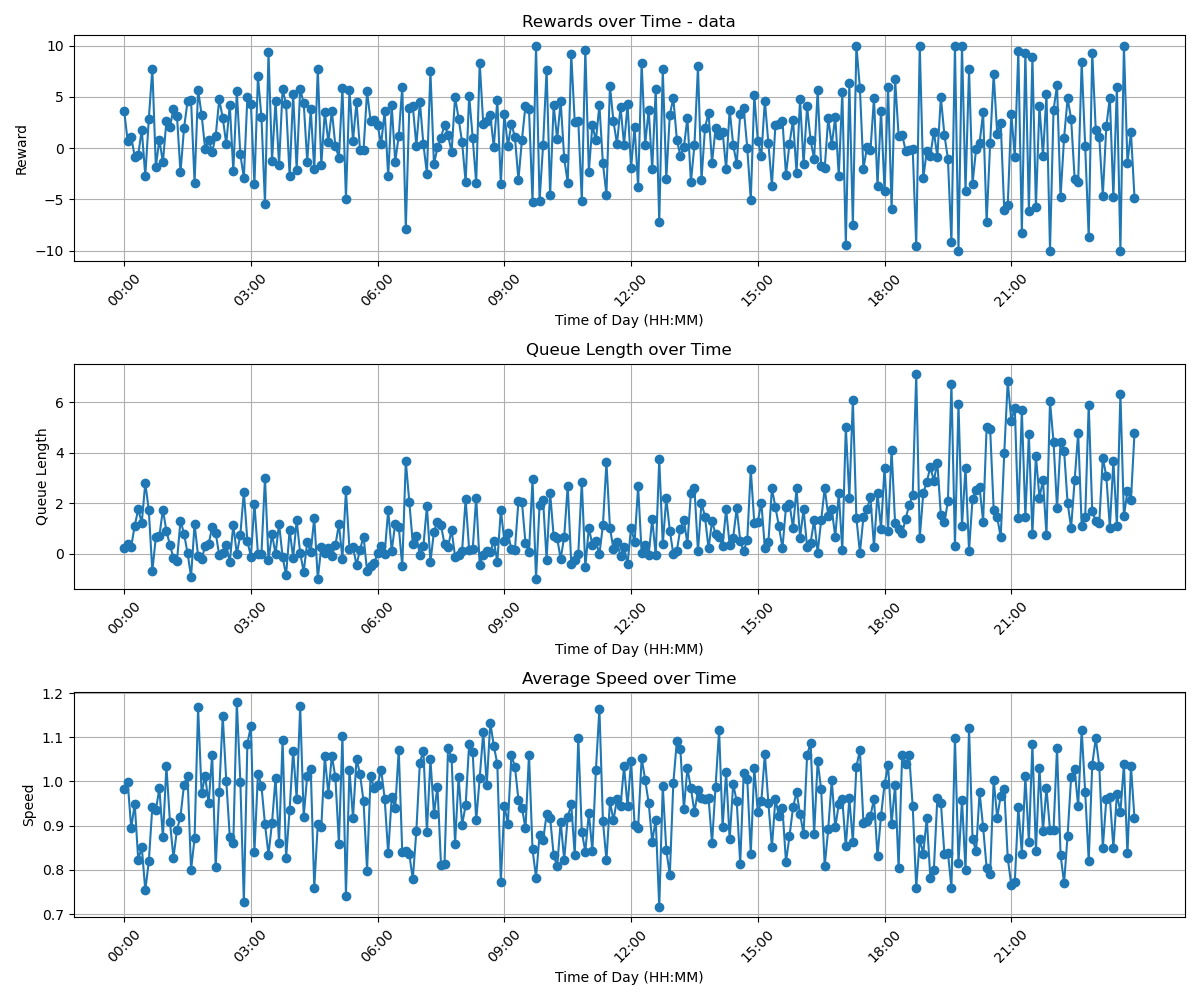 Rewards over Time - data
10
5
0
−5
−10
Reward
00:00 03:00 06:00 09:00 12:00 15:00 18:00 21:00
Time of Day (HH:MM)
Queue Length over Time
6
4
2
0
Queue Length
00:00 03:00 06:00 09:00 12:00 15:00 18:00 21:00
Time of Day (HH:MM)
Average Speed over Time
1.2
1.1
1.0
0.9
0.8
0.7
Speed
00:00 03:00 06:00 09:00 12:00 15:00 18:00 21:00
Time of Day (HH:MM)